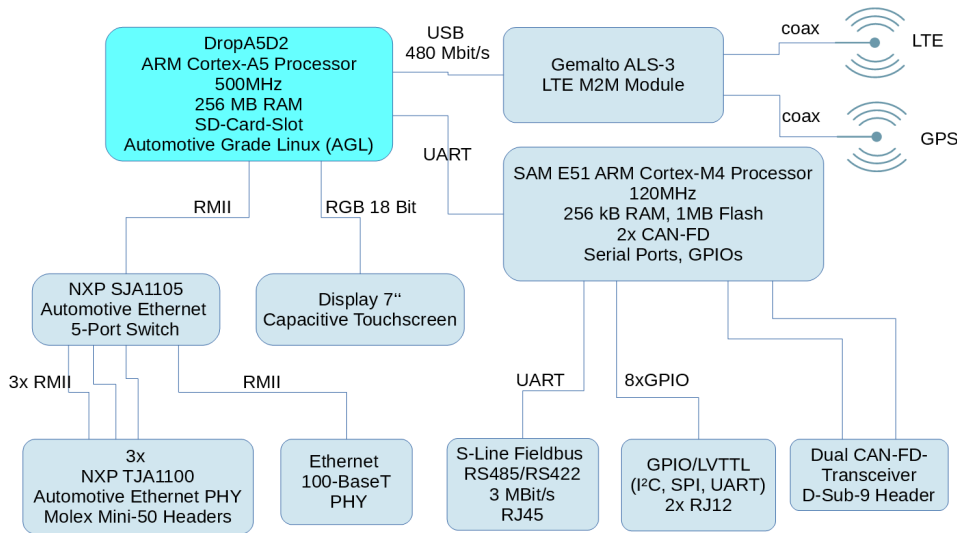 DropA5D2
ARM Cortex-A5 Processor
500MHz
256 MB RAM
SD-Card-Slot
Automotive Grade Linux (AGL)
USB
480 Mbit/s
Gemalto ALS-3
LTE M2M Module
coax
LTE
coax
GPS
UART
SAM E51 ARM Cortex-M4 Processor
120MHz
256 kB RAM, 1MB Flash
2x CAN-FD
Serial Ports, GPIOs
RMII
RGB 18 Bit
NXP SJA1105
Automotive Ethernet
5-Port Switch
Display 7“
Capacitive Touchscreen
3x RMII
RMII
UART
8xGPIO
3x
NXP TJA1100
Automotive Ethernet PHY
Molex Mini-50 Headers
Ethernet
100-BaseT
PHY
S-Line Fieldbus
RS485/RS422
3 MBit/s
RJ45
GPIO/LVTTL
(I²C, SPI, UART)
2x RJ12
Dual CAN-FD-
Transceiver
D-Sub-9 Header